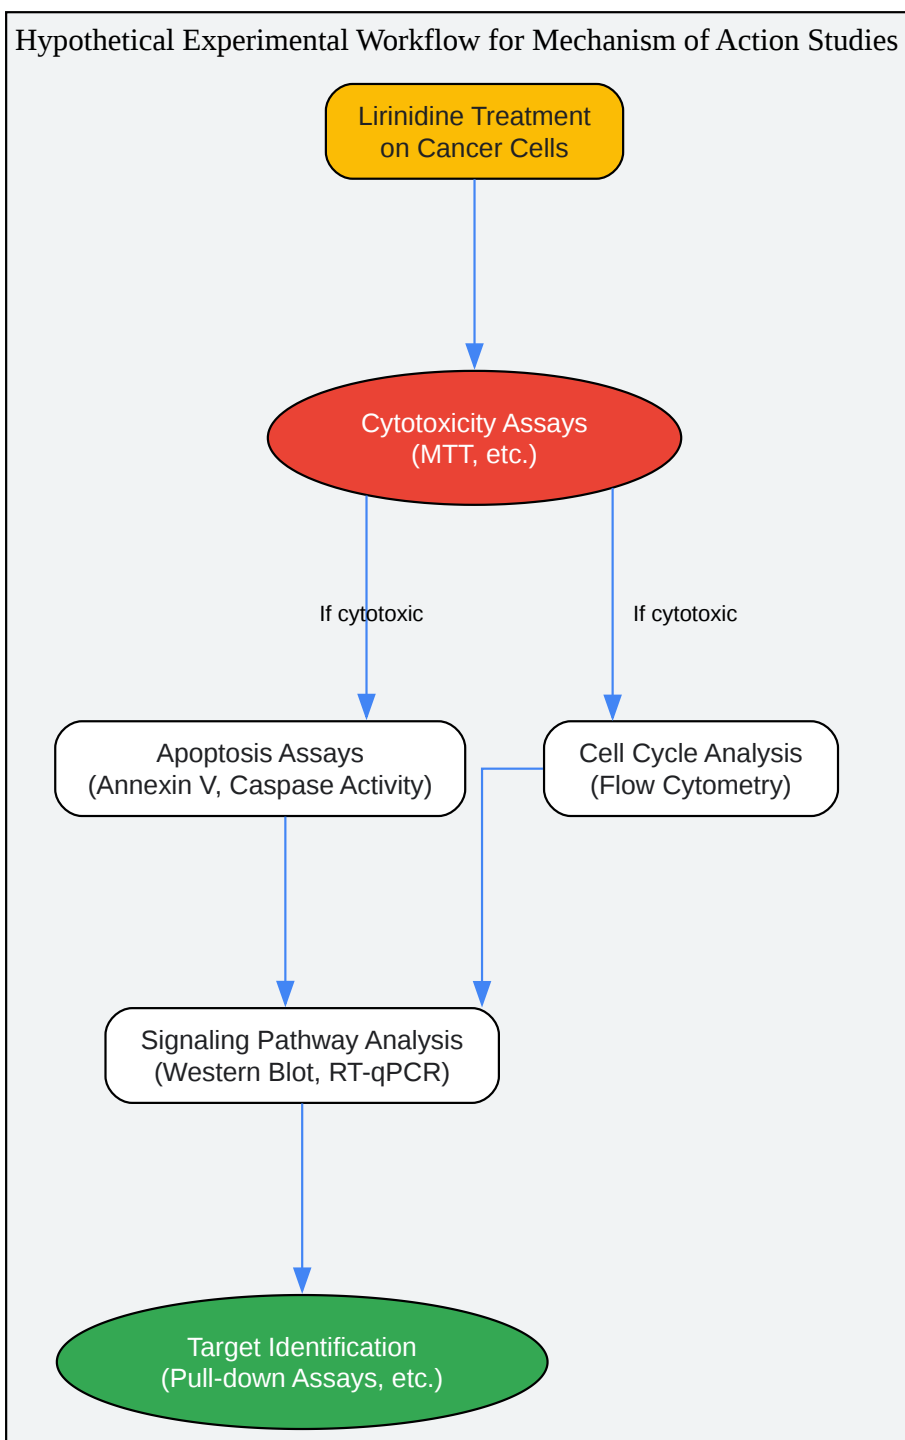 Hypothetical Experimental Workflow for Mechanism of Action Studies
Lirinidine Treatment
on Cancer Cells
Cytotoxicity Assays
(MTT, etc.)
If cytotoxic
If cytotoxic
Apoptosis Assays
(Annexin V, Caspase Activity)
Cell Cycle Analysis
(Flow Cytometry)
Signaling Pathway Analysis
(Western Blot, RT-qPCR)
Target Identification
(Pull-down Assays, etc.)